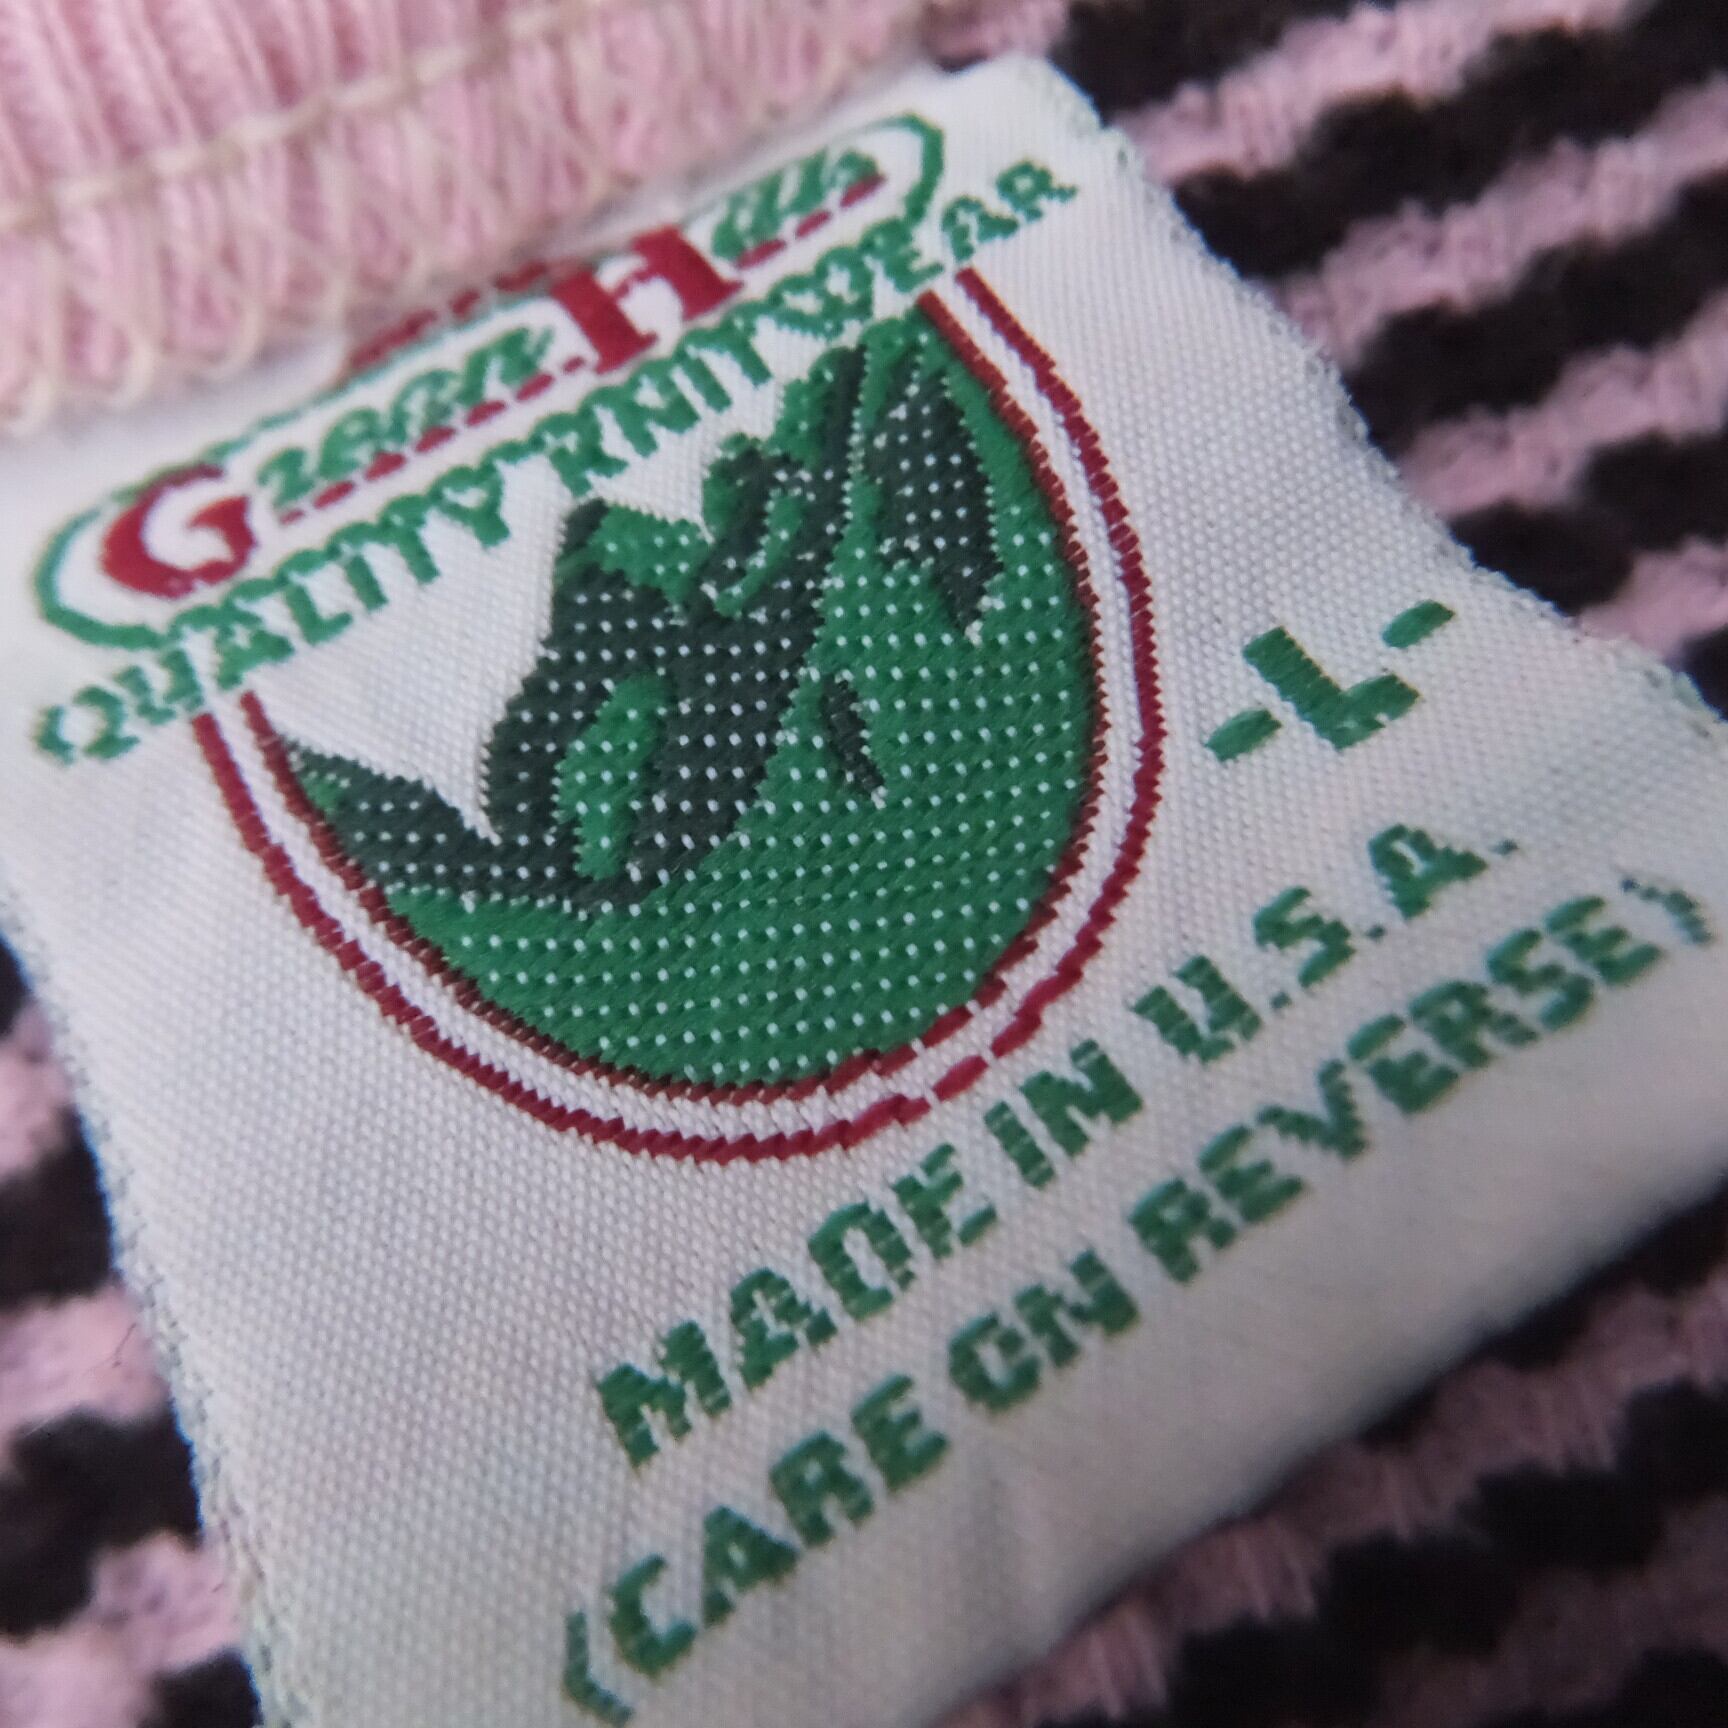 Green Hills
QUALITY KNITWEAR
-L-
MADE IN U.S.A.
(CARE ON REVERSE)